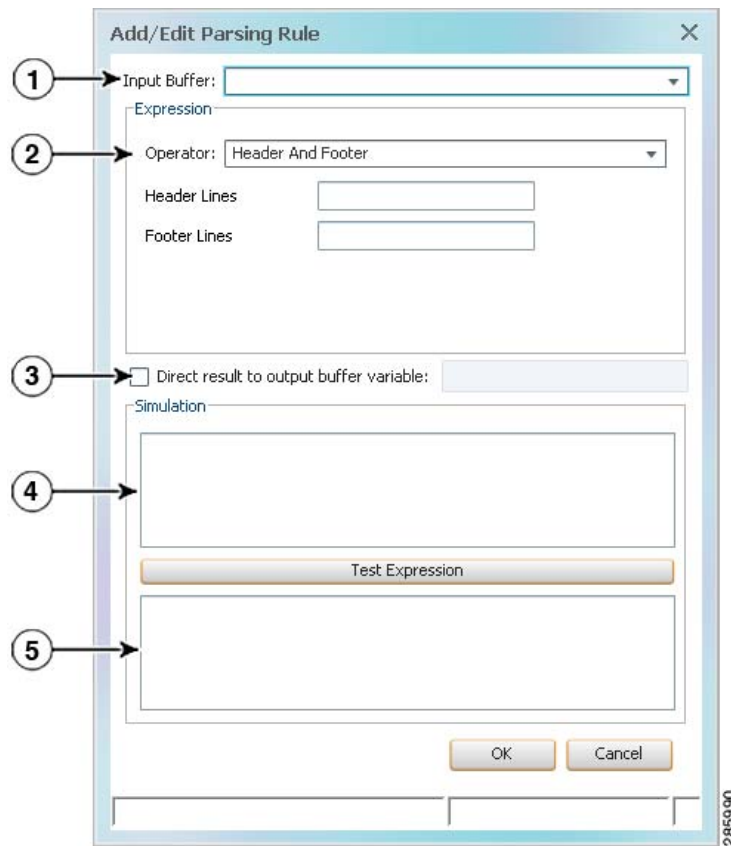 Add/Edit Parsing Rule
1
Input Buffer:
Expression
2
Operator: Header And Footer
Header Lines
Footer Lines
3
Direct result to output buffer variable:
Simulation
4
Test Expression
5
OK Cancel
285990